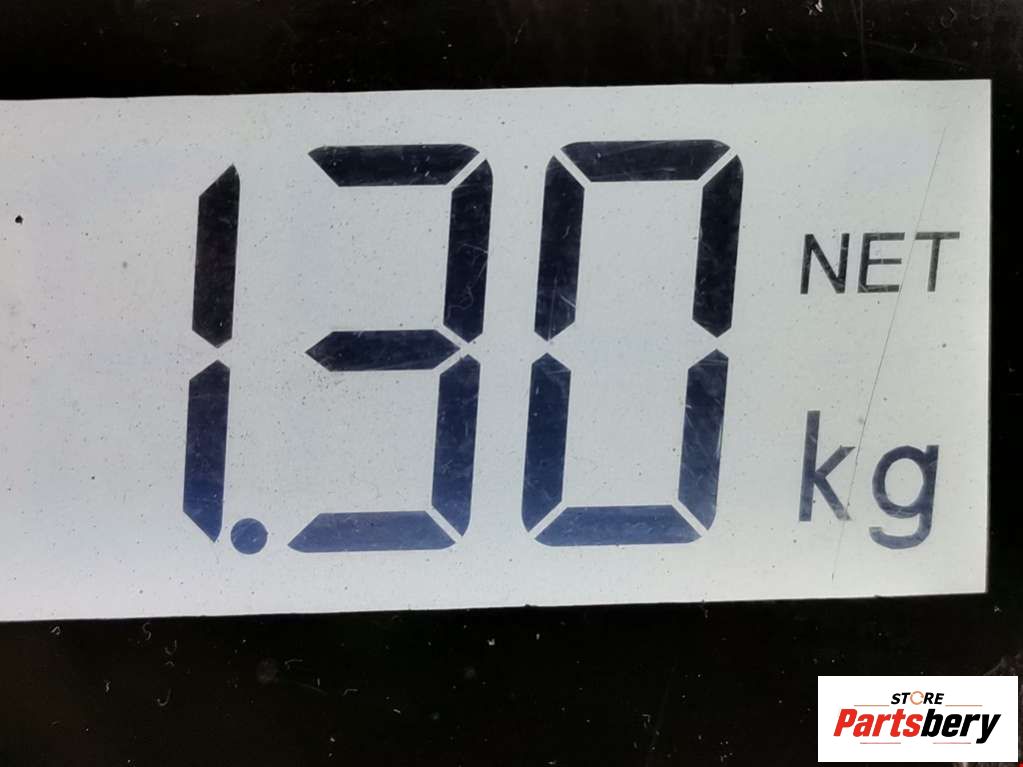 1.30
NET
kg
STORE
Partsbery